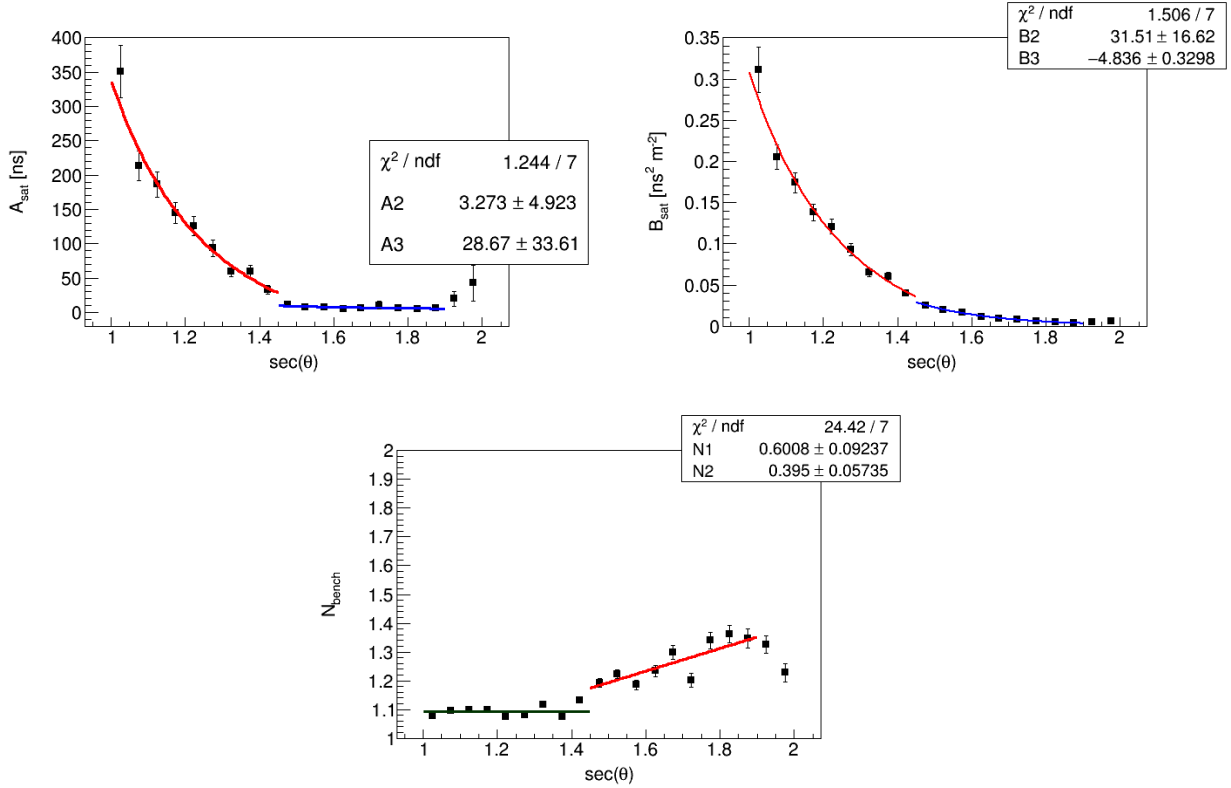 χ² / ndf 1.244 / 7
A2 3.273 ± 4.923
A3 28.67 ± 33.61
A_sat [ns]
400
350
300
250
200
150
100
50
0
1 1.2 1.4 1.6 1.8 2
sec(θ)
χ² / ndf 1.506 / 7
B2 31.51 ± 16.62
B3 −4.836 ± 0.3298
B_sat [ns² m⁻²]
0.35
0.3
0.25
0.2
0.15
0.1
0.05
0
1 1.2 1.4 1.6 1.8 2
sec(θ)
χ² / ndf 24.42 / 7
N1 0.6008 ± 0.09237
N2 0.395 ± 0.05735
N_bench
2
1.9
1.8
1.7
1.6
1.5
1.4
1.3
1.2
1.1
1
1 1.2 1.4 1.6 1.8 2
sec(θ)